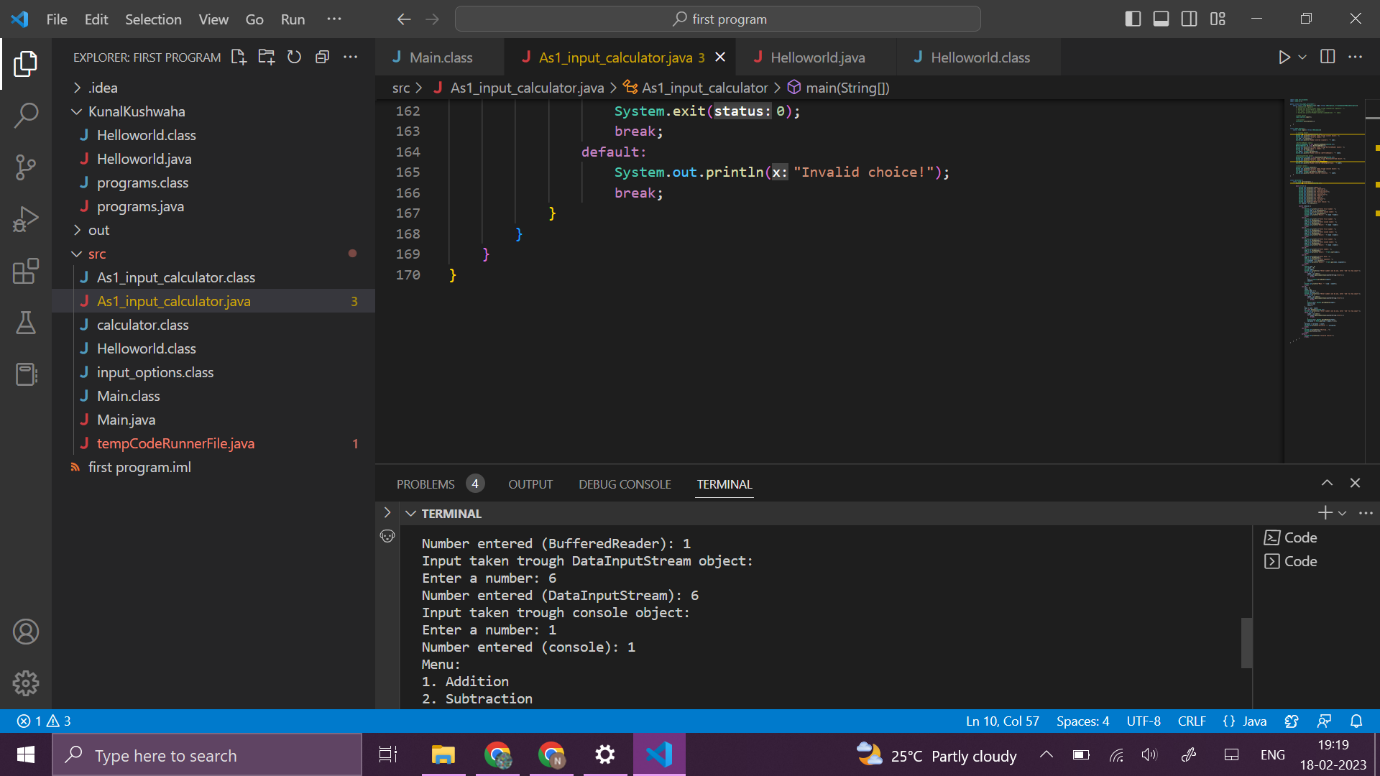 File Edit Selection View Go Run ··· first program
EXPLORER: FIRST PROGRAM
.idea
KunalKushwaha
Helloworld.class
Helloworld.java
programs.class
programs.java
out
src
As1_input_calculator.class
As1_input_calculator.java 3
calculator.class
Helloworld.class
input_options.class
Main.class
Main.java
tempCodeRunnerFile.java 1
first program.iml
Main.class As1_input_calculator.java 3 Helloworld.java Helloworld.class
src > As1_input_calculator.java > As1_input_calculator > main(String[])
162 System.exit(status:0);
163 break;
164 default:
165 System.out.println(x:"Invalid choice!");
166 break;
167 }
168 }
169 }
170 }
PROBLEMS 4 OUTPUT DEBUG CONSOLE TERMINAL
TERMINAL
Number entered (BufferedReader): 1
Input taken trough DataInputStream object:
Enter a number: 6
Number entered (DataInputStream): 6
Input taken trough console object:
Enter a number: 1
Number entered (console): 1
Menu:
1. Addition
2. Subtraction
Code
Code
1 3 Ln 10, Col 57 Spaces: 4 UTF-8 CRLF {} Java
Type here to search 25°C Partly cloudy ENG 19:19
18-02-2023